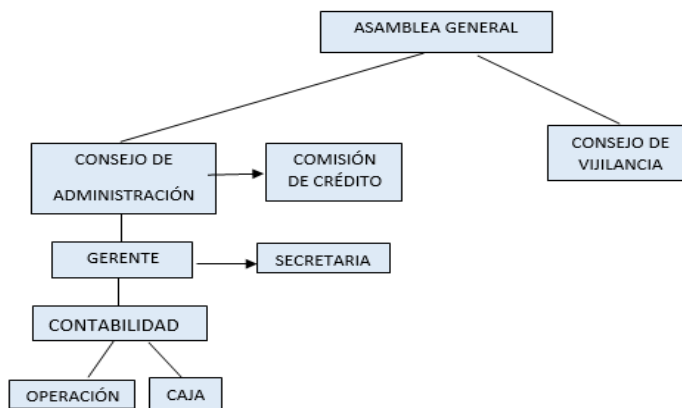 ASAMBLEA GENERAL
CONSEJO DE
ADMINISTRACIÓN
COMISIÓN
DE CRÉDITO
CONSEJO DE
VIJILANCIA
GERENTE
SECRETARIA
CONTABILIDAD
OPERACIÓN
CAJA